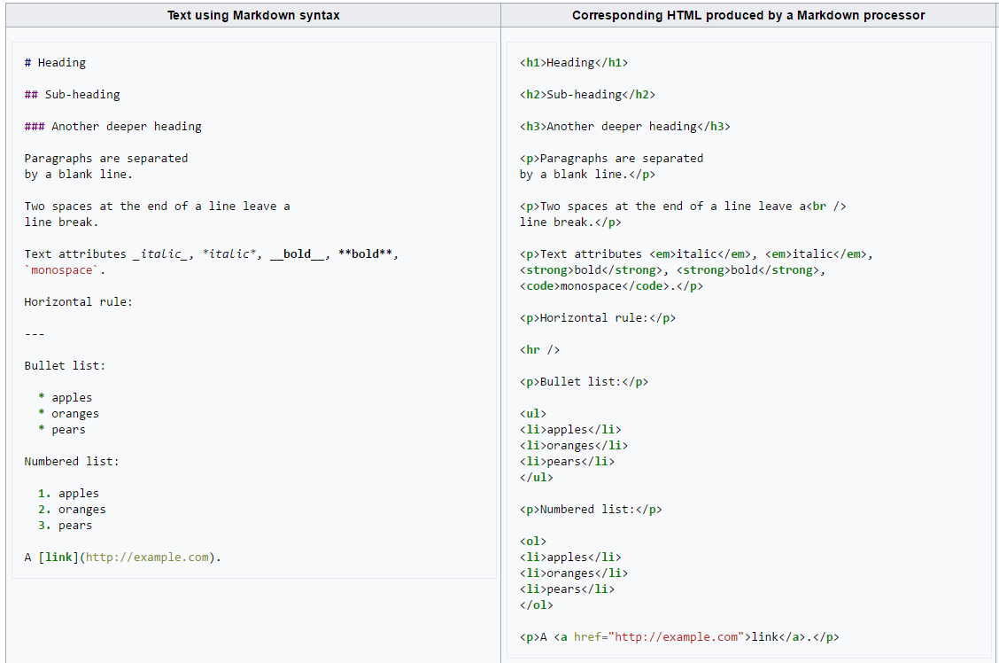 Text using Markdown syntax
Corresponding HTML produced by a Markdown processor
# Heading
## Sub-heading
### Another deeper heading
Paragraphs are separated
by a blank line.
Two spaces at the end of a line leave a
line break.
Text attributes _italic_, *italic*, __bold__, **bold**,
`monospace`.
Horizontal rule:
---
Bullet list:
* apples
* oranges
* pears
Numbered list:
1. apples
2. oranges
3. pears
A [link](http://example.com).
<h1>Heading</h1>
<h2>Sub-heading</h2>
<h3>Another deeper heading</h3>
<p>Paragraphs are separated
by a blank line.</p>
<p>Two spaces at the end of a line leave a<br />
line break.</p>
<p>Text attributes <em>italic</em>, <em>italic</em>,
<strong>bold</strong>, <strong>bold</strong>,
<code>monospace</code>.</p>
<p>Horizontal rule:</p>
<hr />
<p>Bullet list:</p>
<ul>
<li>apples</li>
<li>oranges</li>
<li>pears</li>
</ul>
<p>Numbered list:</p>
<ol>
<li>apples</li>
<li>oranges</li>
<li>pears</li>
</ol>
<p>A <a href="http://example.com">link</a>.</p>